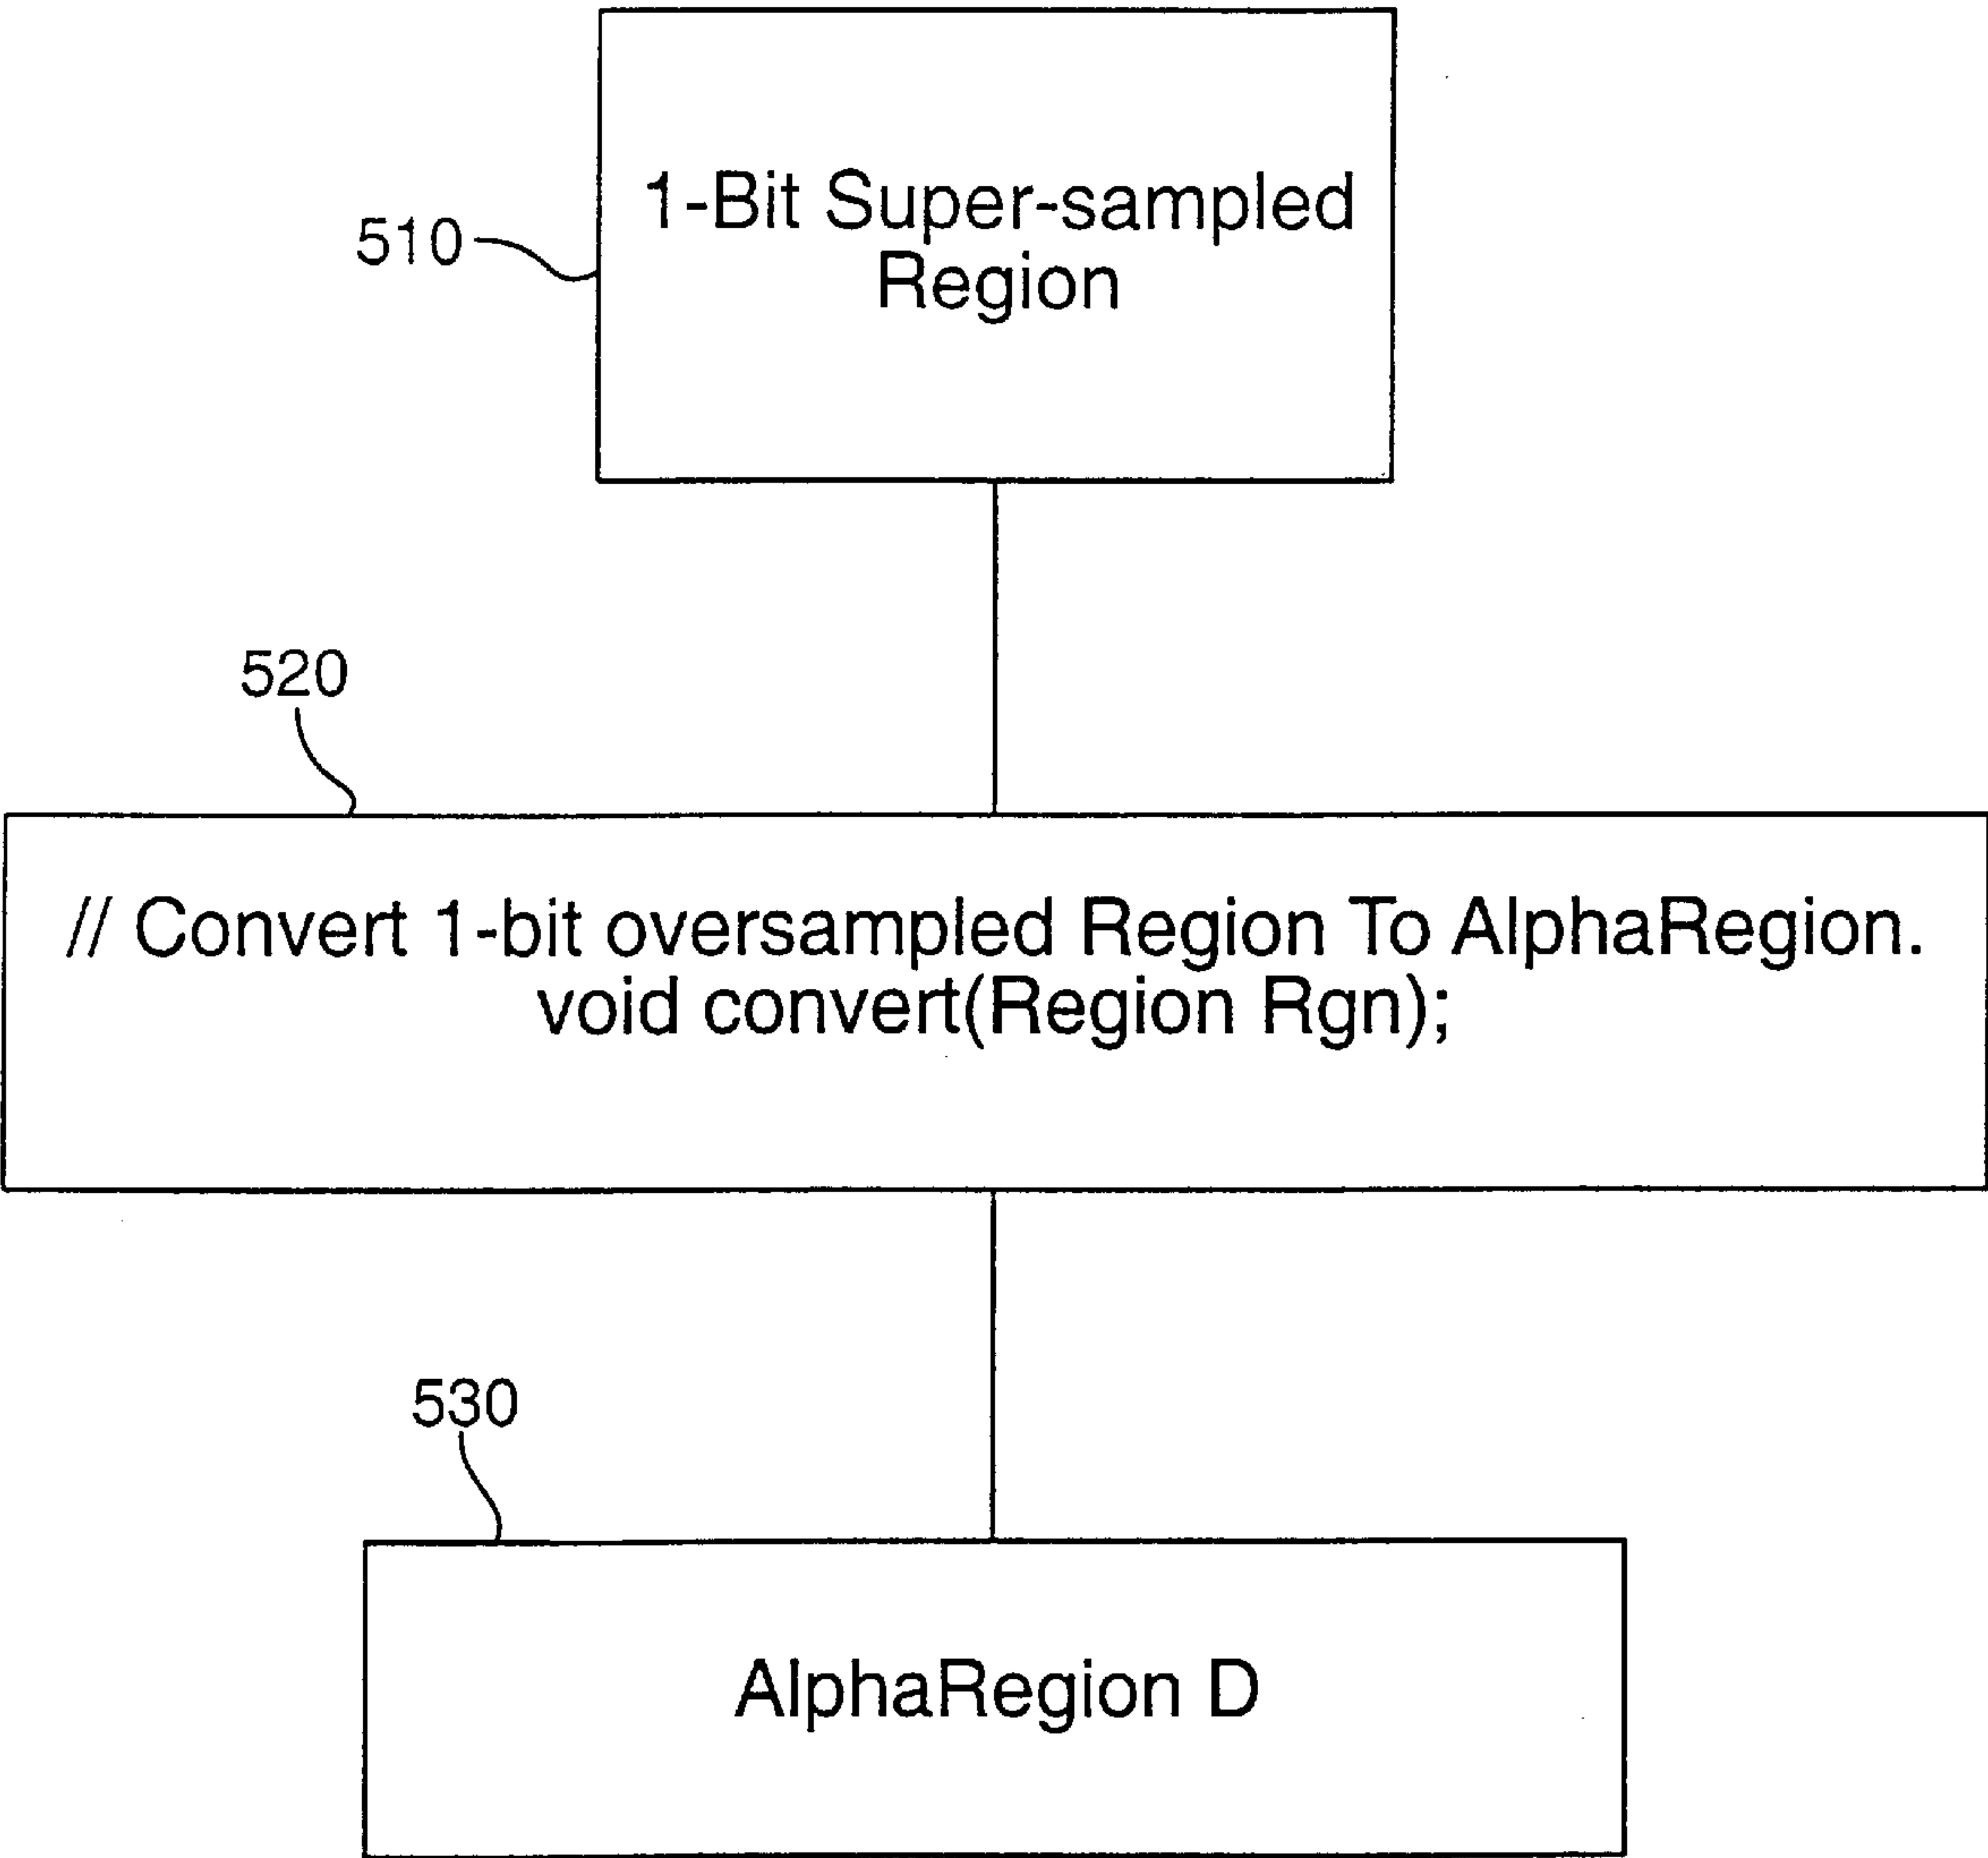 1-Bit Super-sampled
Region
510
520
// Convert 1-bit oversampled Region To AlphaRegion.
void convert(Region Rgn);
530
AlphaRegion D